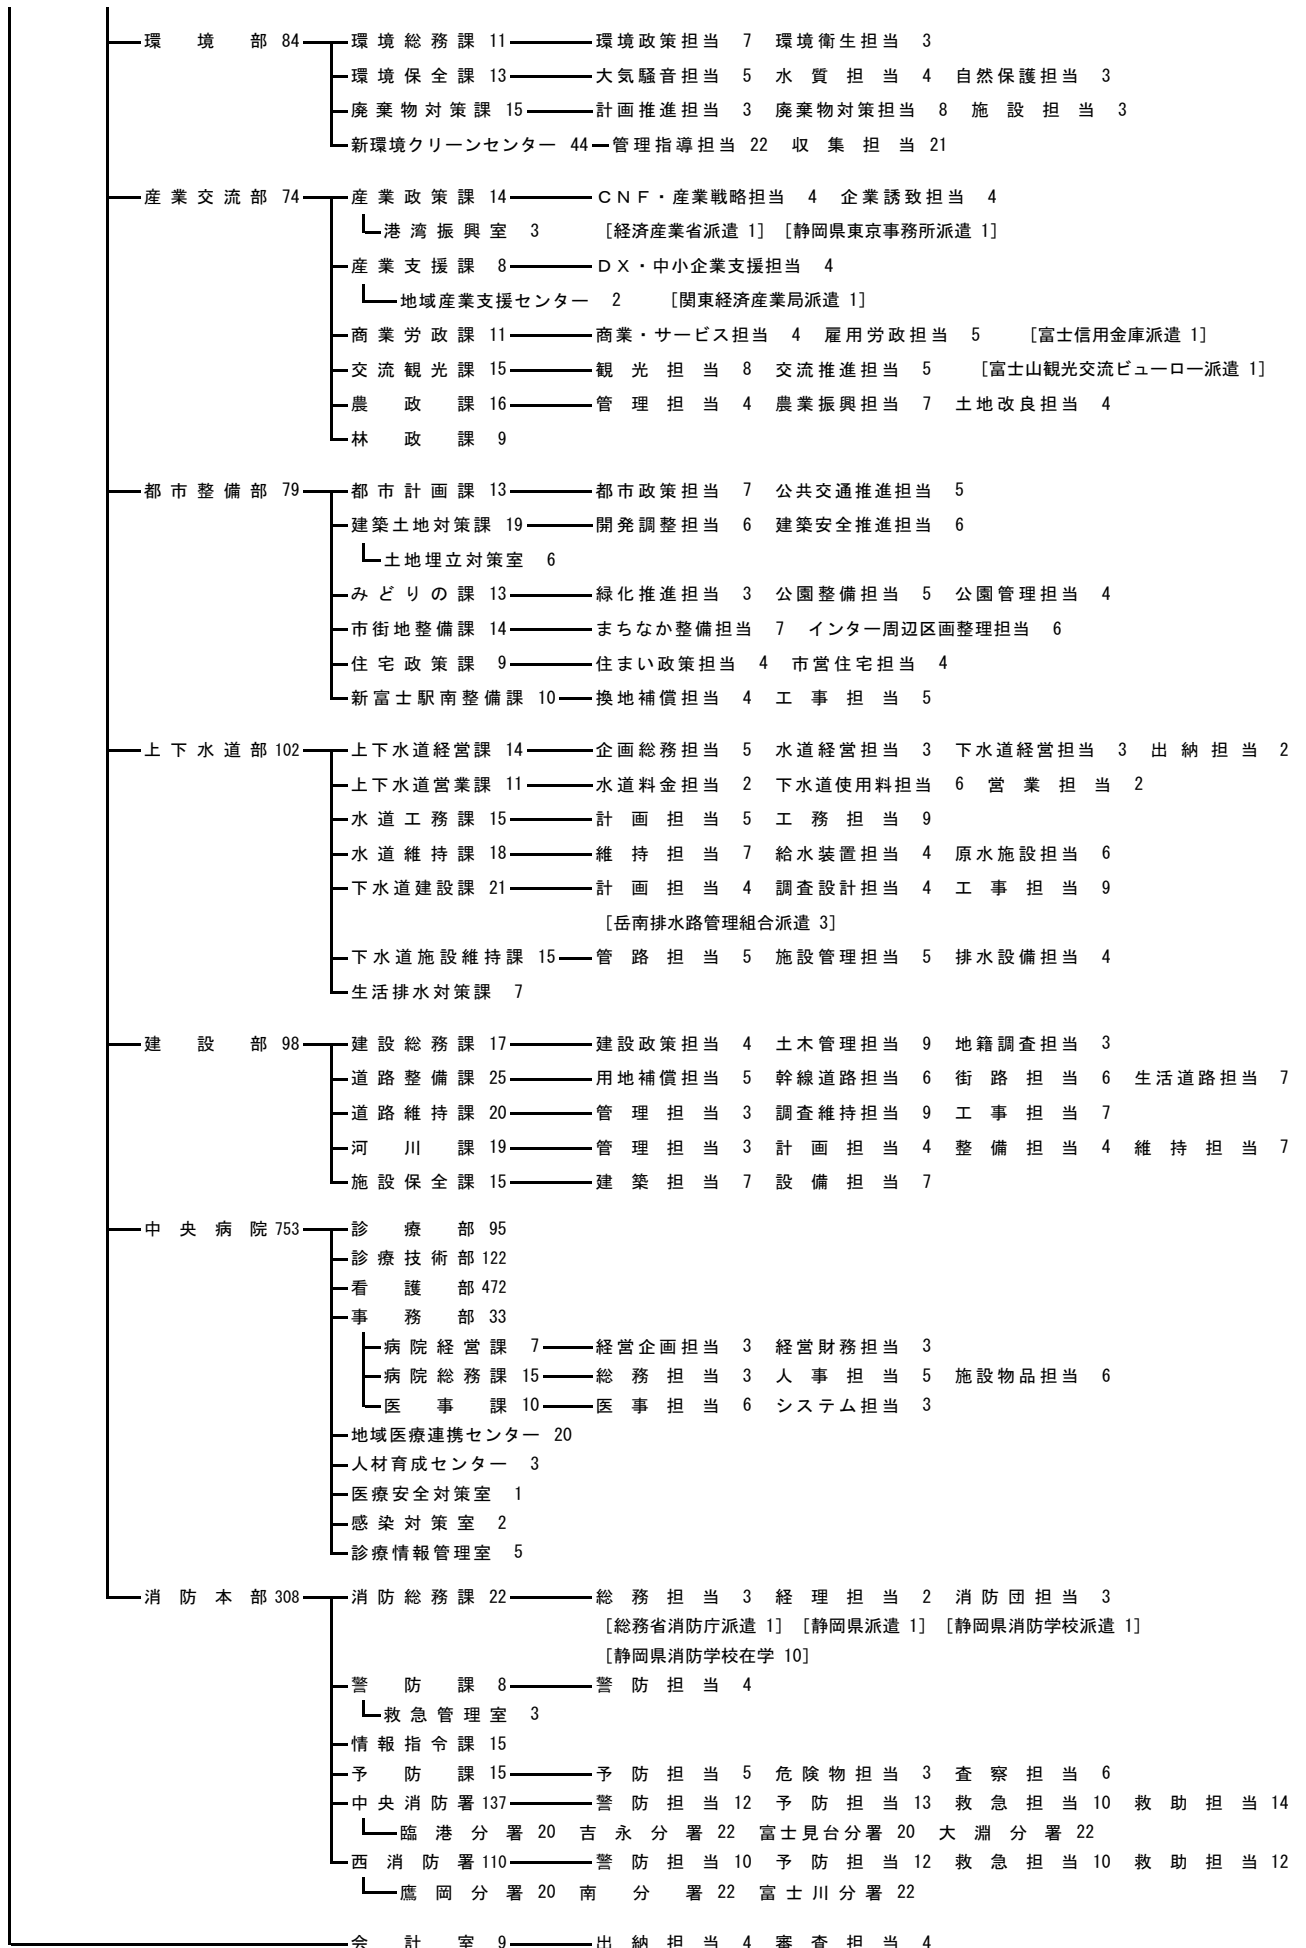 環境部 84 環境総務課 11 環境政策担当 7 環境衛生担当 3
環境保全課 13 大気騒音担当 5 水質担当 4 自然保護担当 3
廃棄物対策課 15 計画推進担当 3 廃棄物対策担当 8 施設担当 3
新環境クリーンセンター 44 管理指導担当 22 収集担当 21
産業交流部 74 産業政策課 14 CNF・産業戦略担当 4 企業誘致担当 4
港湾振興室 3 [経済産業省派遣 1] [静岡県東京事務所派遣 1]
産業支援課 8 DX・中小企業支援担当 4
地域産業支援センター 2 [関東経済産業局派遣 1]
商業労政課 11 商業・サービス担当 4 雇用労政担当 5 [富士信用金庫派遣 1]
交流観光課 15 観光担当 8 交流推進担当 5 [富士山観光交流ビューロー派遣 1]
農政課 16 管理担当 4 農業振興担当 7 土地改良担当 4
林政課 9
都市整備部 79 都市計画課 13 都市政策担当 7 公共交通推進担当 5
建築土地対策課 19 開発調整担当 6 建築安全推進担当 6
土地埋立対策室 6
みどりの課 13 緑化推進担当 3 公園整備担当 5 公園管理担当 4
市街地整備課 14 まちなか整備担当 7 インター周辺区画整理担当 6
住宅政策課 9 住まい政策担当 4 市営住宅担当 4
新富士駅南整備課 10 換地補償担当 4 工事担当 5
上下水道部 102 上下水道経営課 14 企画総務担当 5 水道経営担当 3 下水道経営担当 3 出納担当 2
上下水道営業課 11 水道料金担当 2 下水道使用料担当 6 営業担当 2
水道工務課 15 計画担当 5 工務担当 9
水道維持課 18 維持担当 7 給水装置担当 4 原水施設担当 6
下水道建設課 21 計画担当 4 調査設計担当 4 工事担当 9
[岳南排水路管理組合派遣 3]
下水道施設維持課 15 管路担当 5 施設管理担当 5 排水設備担当 4
生活排水対策課 7
建設部 98 建設総務課 17 建設政策担当 4 土木管理担当 9 地籍調査担当 3
道路整備課 25 用地補償担当 5 幹線道路担当 6 街路担当 6 生活道路担当 7
道路維持課 20 管理担当 3 調査維持担当 9 工事担当 7
河川課 19 管理担当 3 計画担当 4 整備担当 4 維持担当 7
施設保全課 15 建築担当 7 設備担当 7
中央病院 753 診療部 95
診療技術部 122
看護部 472
事務部 33
病院経営課 7 経営企画担当 3 経営財務担当 3
病院総務課 15 総務担当 3 人事担当 5 施設物品担当 6
医事課 10 医事担当 6 システム担当 3
地域医療連携センター 20
人材育成センター 3
医療安全対策室 1
感染対策室 2
診療情報管理室 5
消防本部 308 消防総務課 22 総務担当 3 経理担当 2 消防団担当 3
[総務省消防庁派遣 1] [静岡県派遣 1] [静岡県消防学校派遣 1]
[静岡県消防学校在学 10]
警防課 8 警防担当 4
救急管理室 3
情報指令課 15
予防課 15 予防担当 5 危険物担当 3 査察担当 6
中央消防署 137 警防担当 12 予防担当 13 救急担当 10 救助担当 14
臨港分署 20 吉永分署 22 富士見台分署 20 大淵分署 22
西消防署 110 警防担当 10 予防担当 12 救急担当 10 救助担当 12
鷹岡分署 20 南分署 22 富士川分署 22
会計室 9 出納担当 4 審査担当 4